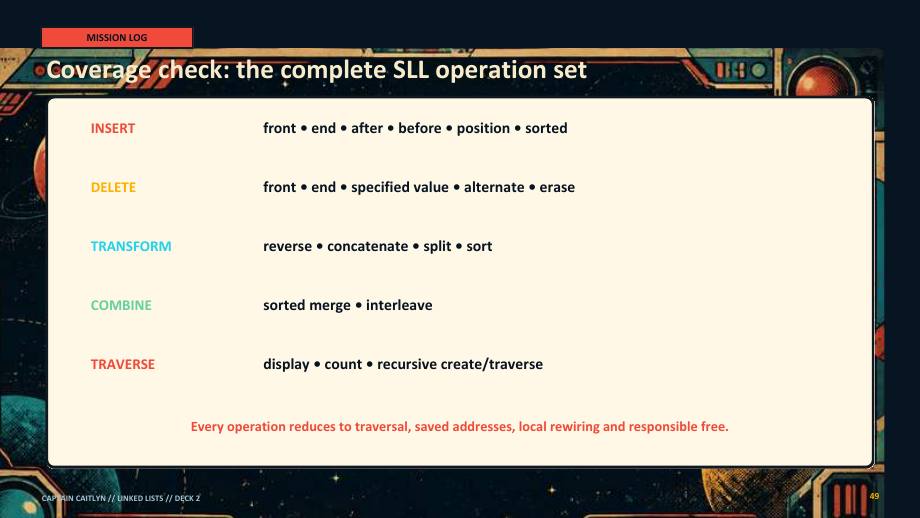 MISSION LOG
Coverage check: the complete SLL operation set
INSERT front • end • after • before • position • sorted
DELETE front • end • specified value • alternate • erase
TRANSFORM reverse • concatenate • split • sort
COMBINE sorted merge • interleave
TRAVERSE display • count • recursive create/traverse
Every operation reduces to traversal, saved addresses, local rewiring and responsible free.
CAPTAIN CAITLYN // LINKED LISTS // DECK 2
49